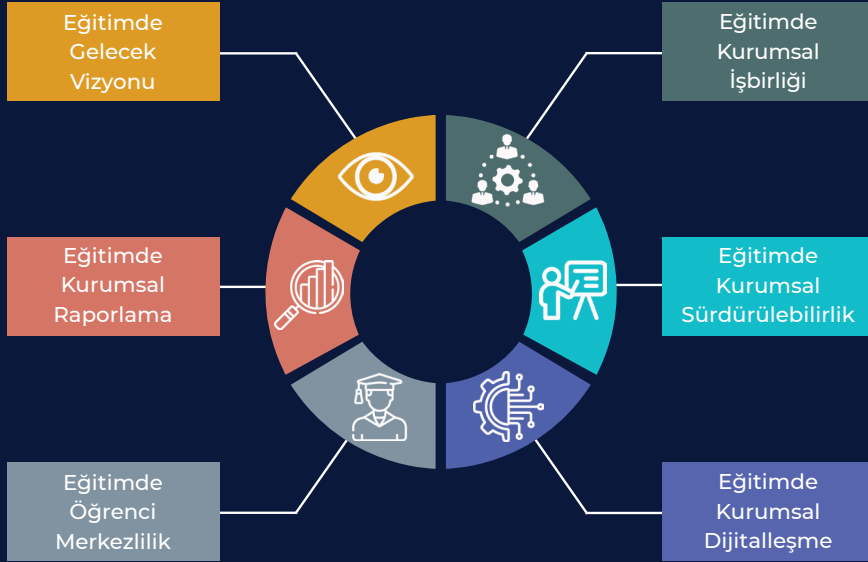 Eğitimde
Gelecek
Vizyonu
Eğitimde
Kurumsal
İşbirliği
Eğitimde
Kurumsal
Raporlama
Eğitimde
Kurumsal
Sürdürülebilirlik
Eğitimde
Öğrenci
Merkezlilik
Eğitimde
Kurumsal
Dijitalleşme